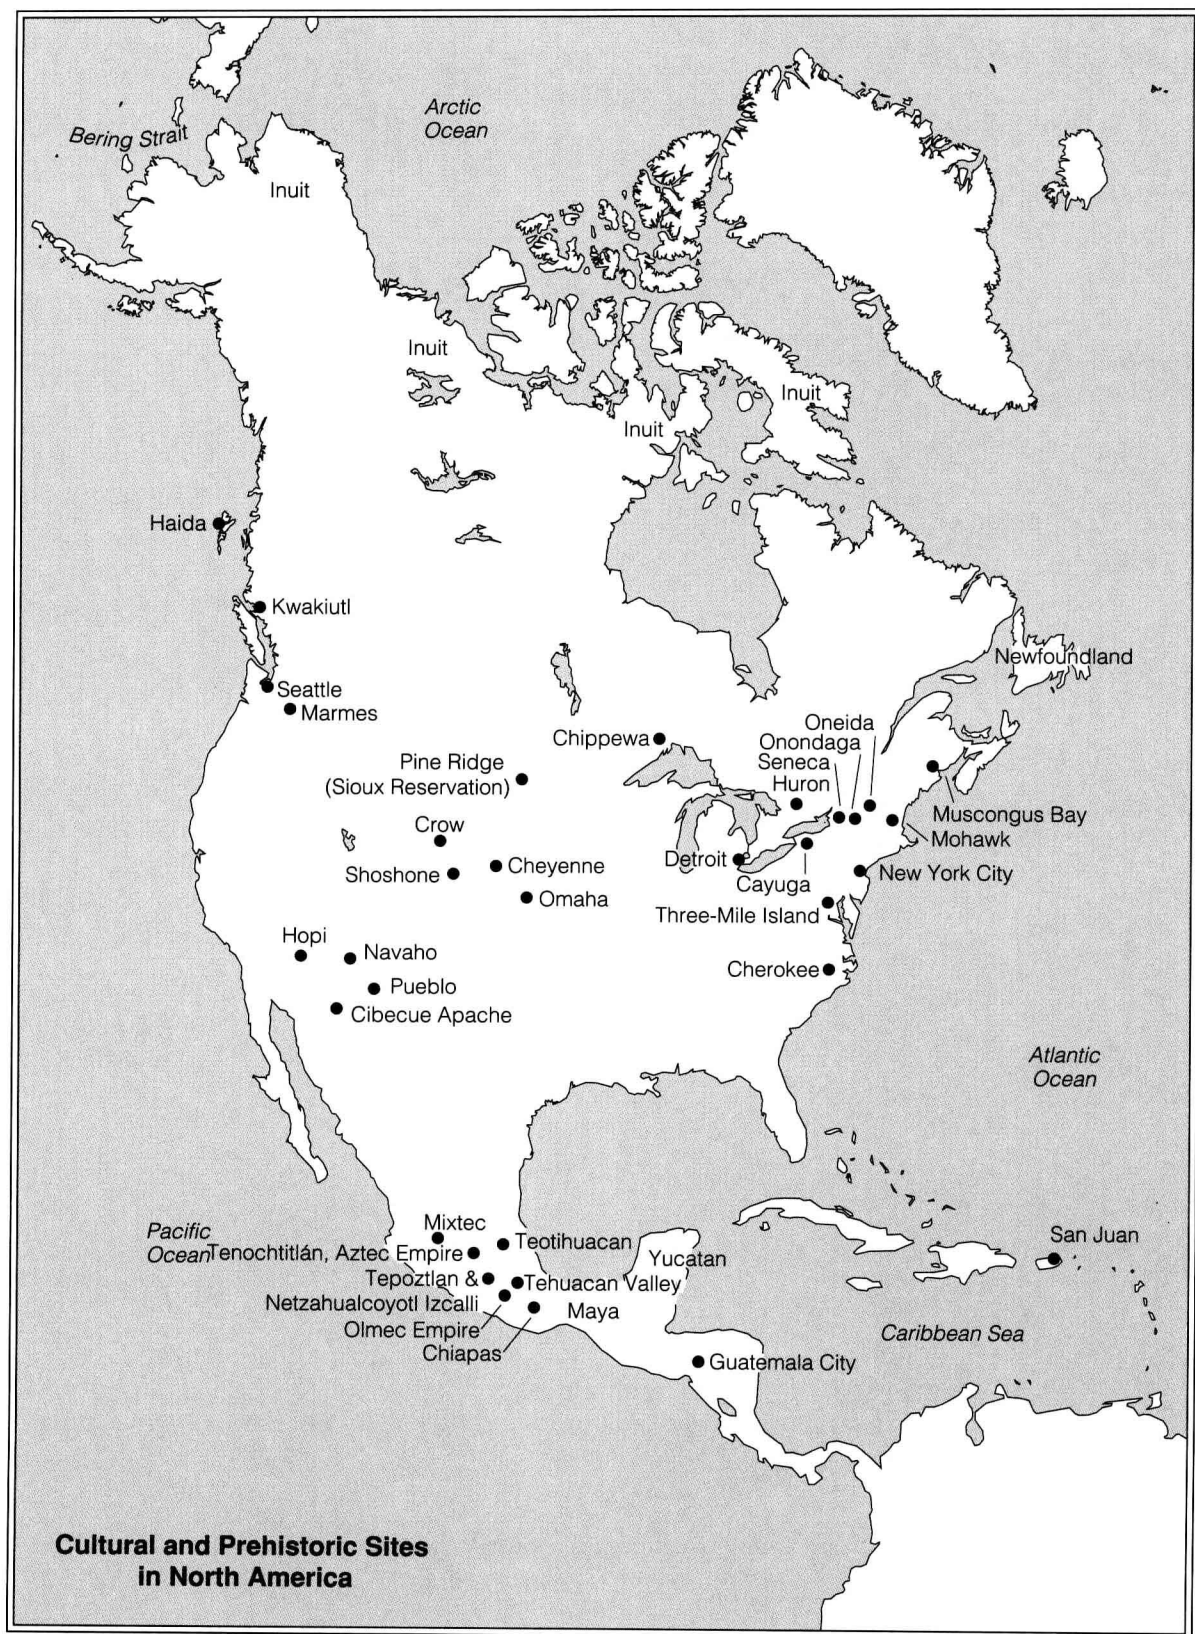 Arctic
Ocean
Bering Strait
Inuit
Inuit
Inuit
Inuit
Haida
Kwakiutl
Newfoundland
Seattle
Marmes
Oneida
Chippewa
Onondaga
Pine Ridge
Seneca
(Sioux Reservation)
Huron
Muscongus Bay
Crow
Mohawk
Detroit
Cheyenne
Shoshone
New York City
Cayuga
Omaha
Three-Mile Island
Hopi
Navaho
Cherokee
Pueblo
Cibecue Apache
Atlantic
Ocean
Mixtec
Pacific
Ocean
San Juan
Teotihuacan
Tenochtitlán, Aztec Empire
Yucatan
Tepoztlan &
Netzahualcoyotl Izcalli
Tehuacan Valley
Maya
Olmec Empire
Caribbean Sea
Chiapas
Guatemala City
Cultural and Prehistoric Sites
in North America